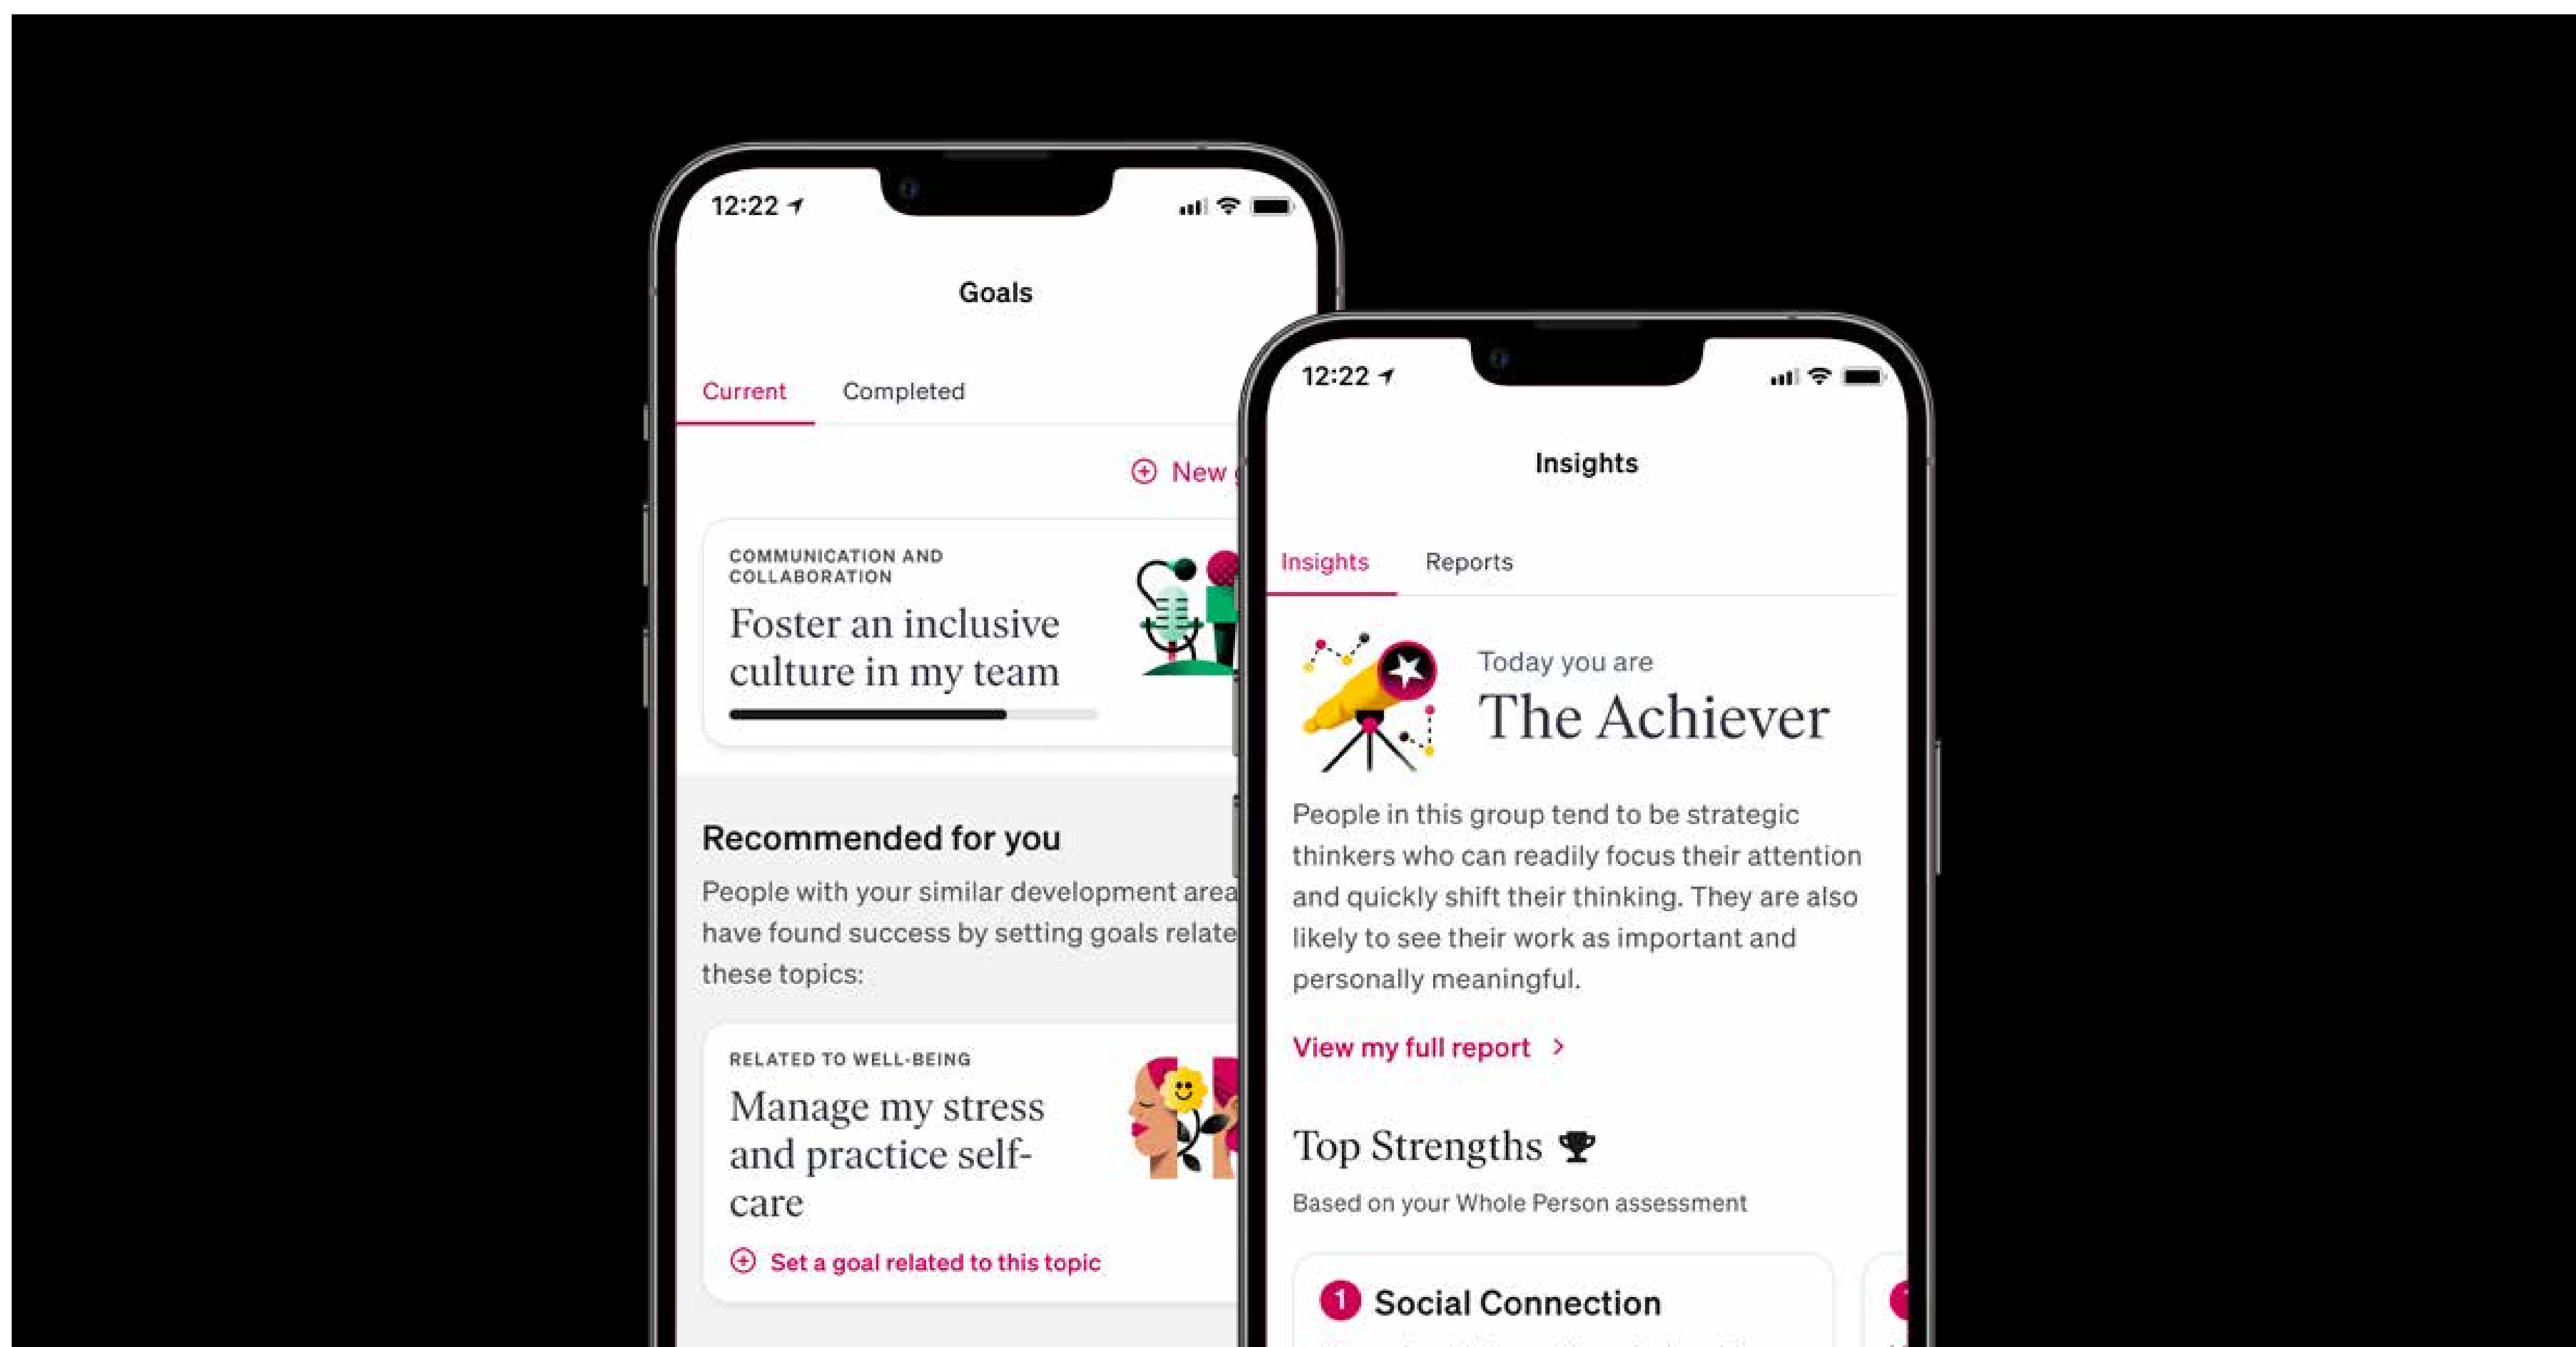 12:22
Goals
Current
Completed
New
COMMUNICATION AND
COLLABORATION
Foster an inclusive
culture in my team
Recommended for you
People with your similar development
have found success by setting goals
these topics:
RELATED TO WELL-BEING
Manage my stress
and practice self-
care
Set a goal related to this topic
12:22
Insights
Insights
Reports
Today you are
The Achiever
People in this group tend to be strategic
thinkers who can readily focus their attention
and quickly shift their thinking. They are also
likely to see their work as important and
personally meaningful.
View my full report
Top Strengths
Based on your Whole Person assessment
1 Social Connection